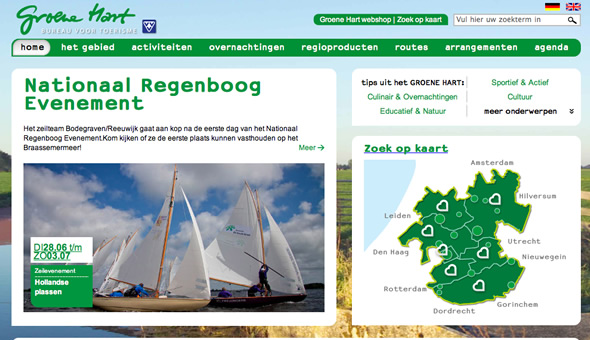 Groene Hart
BUREAU VOOR TOERISME
VVV
Groene Hart webshop | Zoek op kaart
Vul hier uw zoekterm in
home het gebied activiteiten overnachtingen regioproducten routes arrangementen agenda
Nationaal Regenboog
Evenement
Het zeilteam Bodegraven/Reeuwijk gaat aan kop na de eerste dag van het Nationaal
Regenboog Evenement.Kom kijken of ze de eerste plaats kunnen vasthouden op het
Braassemermeer!
Meer →
DI28.06 t/m
ZO03.07
Zeilevenement
Hollandse
plassen
tips uit het GROENE HART:
Sportief & Actief
Culinair & Overnachtingen
Cultuur
Educatief & Natuur
meer onderwerpen
Zoek op kaart
Amsterdam
Hilversum
Leiden
Utrecht
Den Haag
Nieuwegein
Rotterdam
Gorinchem
Dordrecht